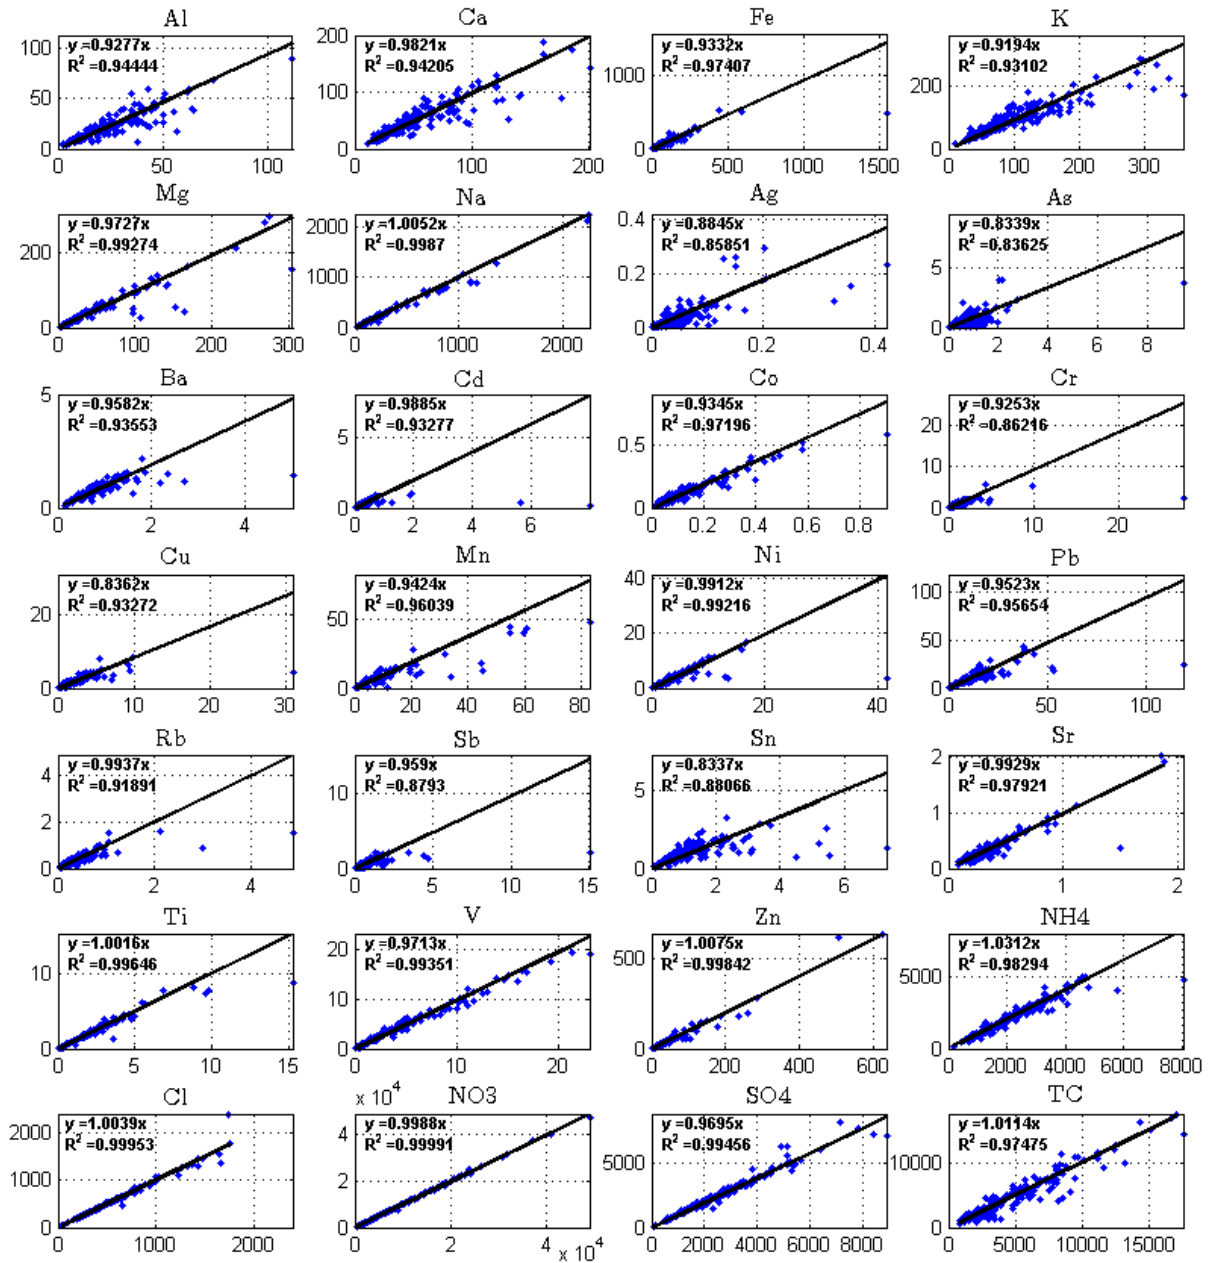 Al Ca Fe K
y =0.9277x y =0.9821x y =0.9332x y =0.9194x
R² =0.94444 R² =0.94205 R² =0.97407 R² =0.93102
100 200 1000 200
50 100
0 0 0 0
0 50 100 0 100 200 0 500 1000 1500 0 100 200 300
Mg Na Ag As
y =0.9727x y =1.0052x y =0.8845x y =0.8339x
R² =0.99274 R² =0.9987 R² =0.85851 R² =0.83625
200 2000 0.4 5
1000 0.2
0 0 0 0
0 100 200 300 0 1000 2000 0 0.2 0.4 0 2 4 6 8
Ba Cd Co Cr
y =0.9582x y =0.9885x y =0.9345x y =0.9253x
R² =0.93553 R² =0.93277 R² =0.97196 R² =0.86216
5 5 0.5 20
10
0 0 0 0
0 2 4 0 2 4 6 0 0.2 0.4 0.6 0.8 0 10 20
Cu Mn Ni Pb
y =0.8362x y =0.9424x y =0.9912x y =0.9523x
R² =0.93272 R² =0.96039 R² =0.99216 R² =0.95654
20 50 40 100
20 50
0 0 0 0
0 10 20 30 0 20 40 60 80 0 20 40 0 50 100
Rb Sb Sn Sr
y =0.9937x y =0.959x y =0.8337x y =0.9929x
R² =0.91891 R² =0.8793 R² =0.88066 R² =0.97921
4 10 5 2
2 1
0 0 0 0
0 2 4 0 5 10 15 0 2 4 6 0 1 2
Ti V Zn NH4
y =1.0016x y =0.9713x y =1.0075x y =1.0312x
R² =0.99646 R² =0.99351 R² =0.99842 R² =0.98294
10 20 500 5000
10
0 0 0 0
0 5 10 15 0 10 20 0 200 400 600 0 2000 4000 6000 8000
Cl x 10⁴ NO3 SO4 TC
y =1.0039x y =0.9988x y =0.9695x y =1.0114x
R² =0.99953 R² =0.99991 R² =0.99456 R² =0.97475
2000 4 5000 10000
1000 2
0 0 0 0
0 1000 2000 0 2 4 0 2000 4000 6000 8000 0 5000 10000 15000
x 10⁴